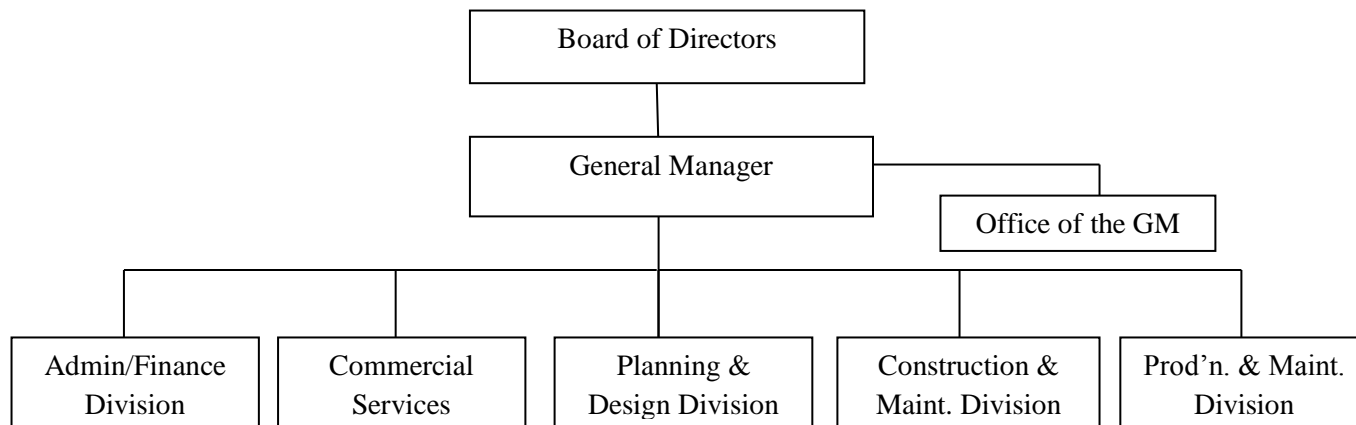 Board of Directors
General Manager
Office of the GM
Admin/Finance
Division
Commercial
Services
Planning &
Design Division
Construction &
Maint. Division
Prod’n. & Maint.
Division